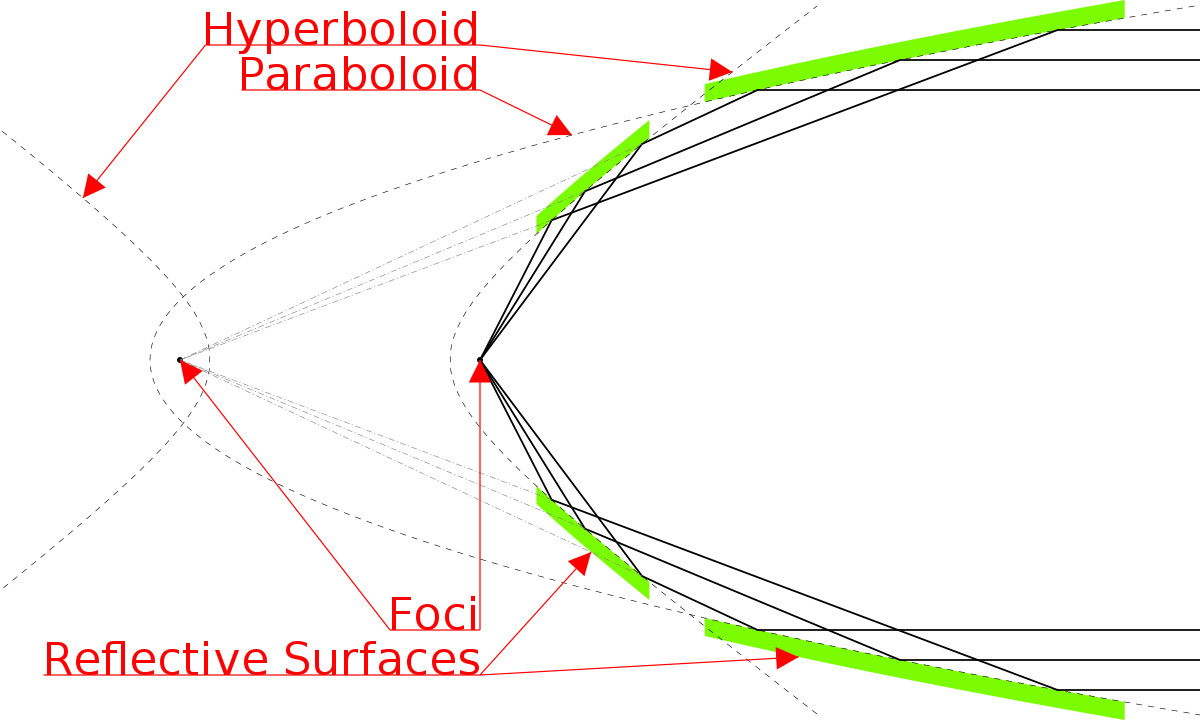 Hyperboloid
Paraboloid
Foci
Reflective Surfaces